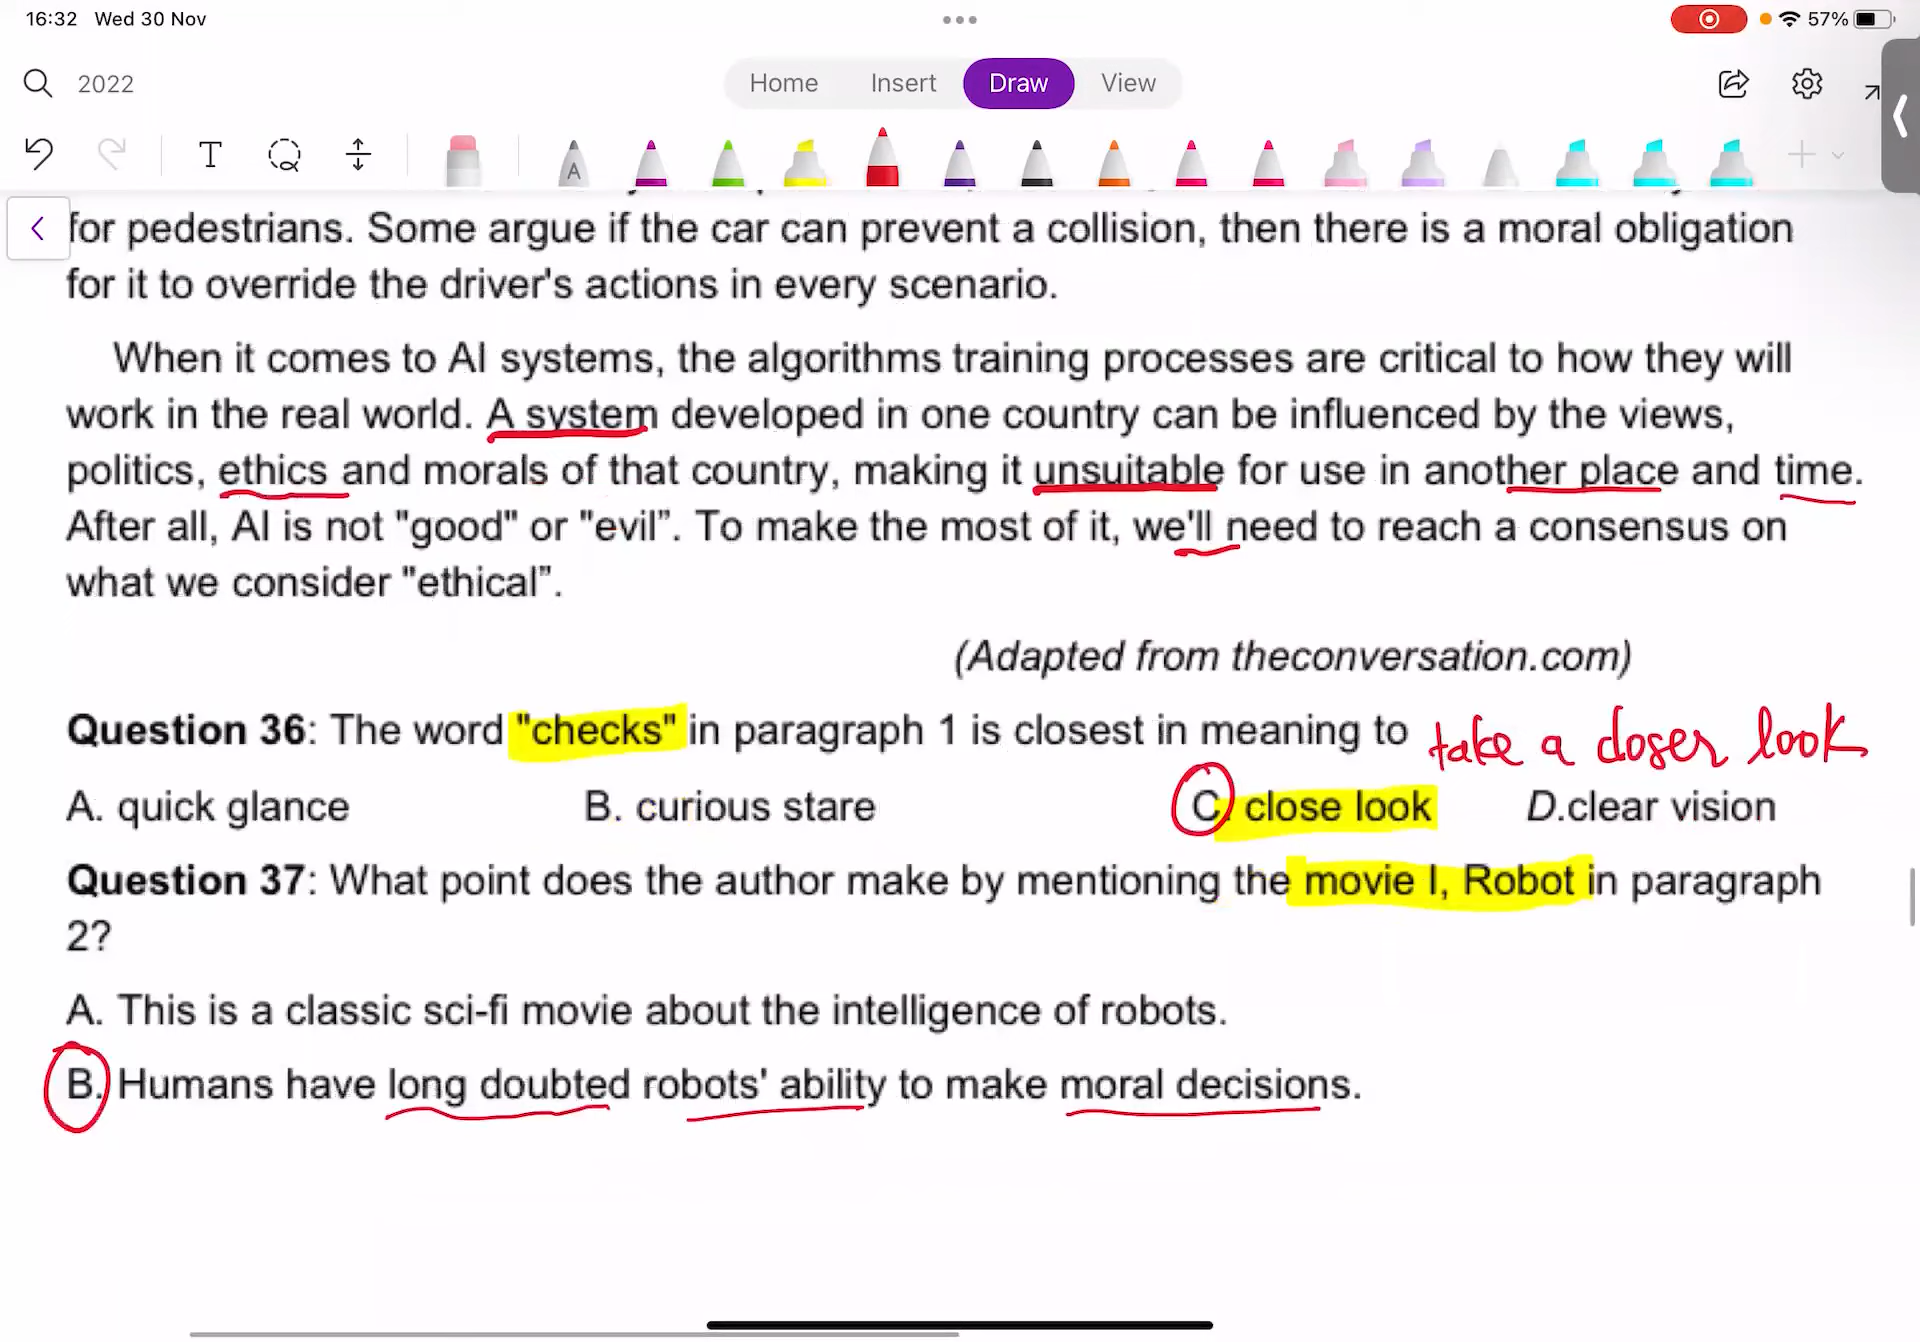 16:32 Wed 30 Nov
57%
2022
Home Insert Draw View
T
A
for pedestrians. Some argue if the car can prevent a collision, then there is a moral obligation
for it to override the driver's actions in every scenario.
When it comes to AI systems, the algorithms training processes are critical to how they will
work in the real world. A system developed in one country can be influenced by the views,
politics, ethics and morals of that country, making it unsuitable for use in another place and time.
After all, AI is not "good" or "evil”. To make the most of it, we'll need to reach a consensus on
what we consider "ethical”.
(Adapted from theconversation.com)
Question 36: The word "checks" in paragraph 1 is closest in meaning to take a closer look
A. quick glance B. curious stare C. close look D.clear vision
Question 37: What point does the author make by mentioning the movie I, Robot in paragraph
2?
A. This is a classic sci-fi movie about the intelligence of robots.
B. Humans have long doubted robots' ability to make moral decisions.